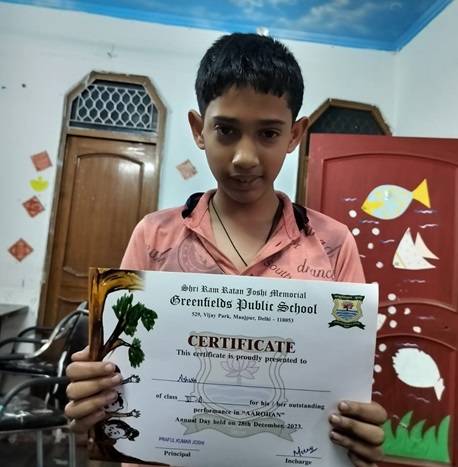 Shri Ram Ratan Joshi Memorial
Greenfields Public School
529, Vijay Park, Maujpur, Delhi - 110053
CERTIFICATE
This certificate is proudly presented to
of class for his / her outstanding
performance in "AAROHAN"
Annual Day held on 28th December, 2023.
PRAFUL KUMAR JOSHI
Principal
Incharge